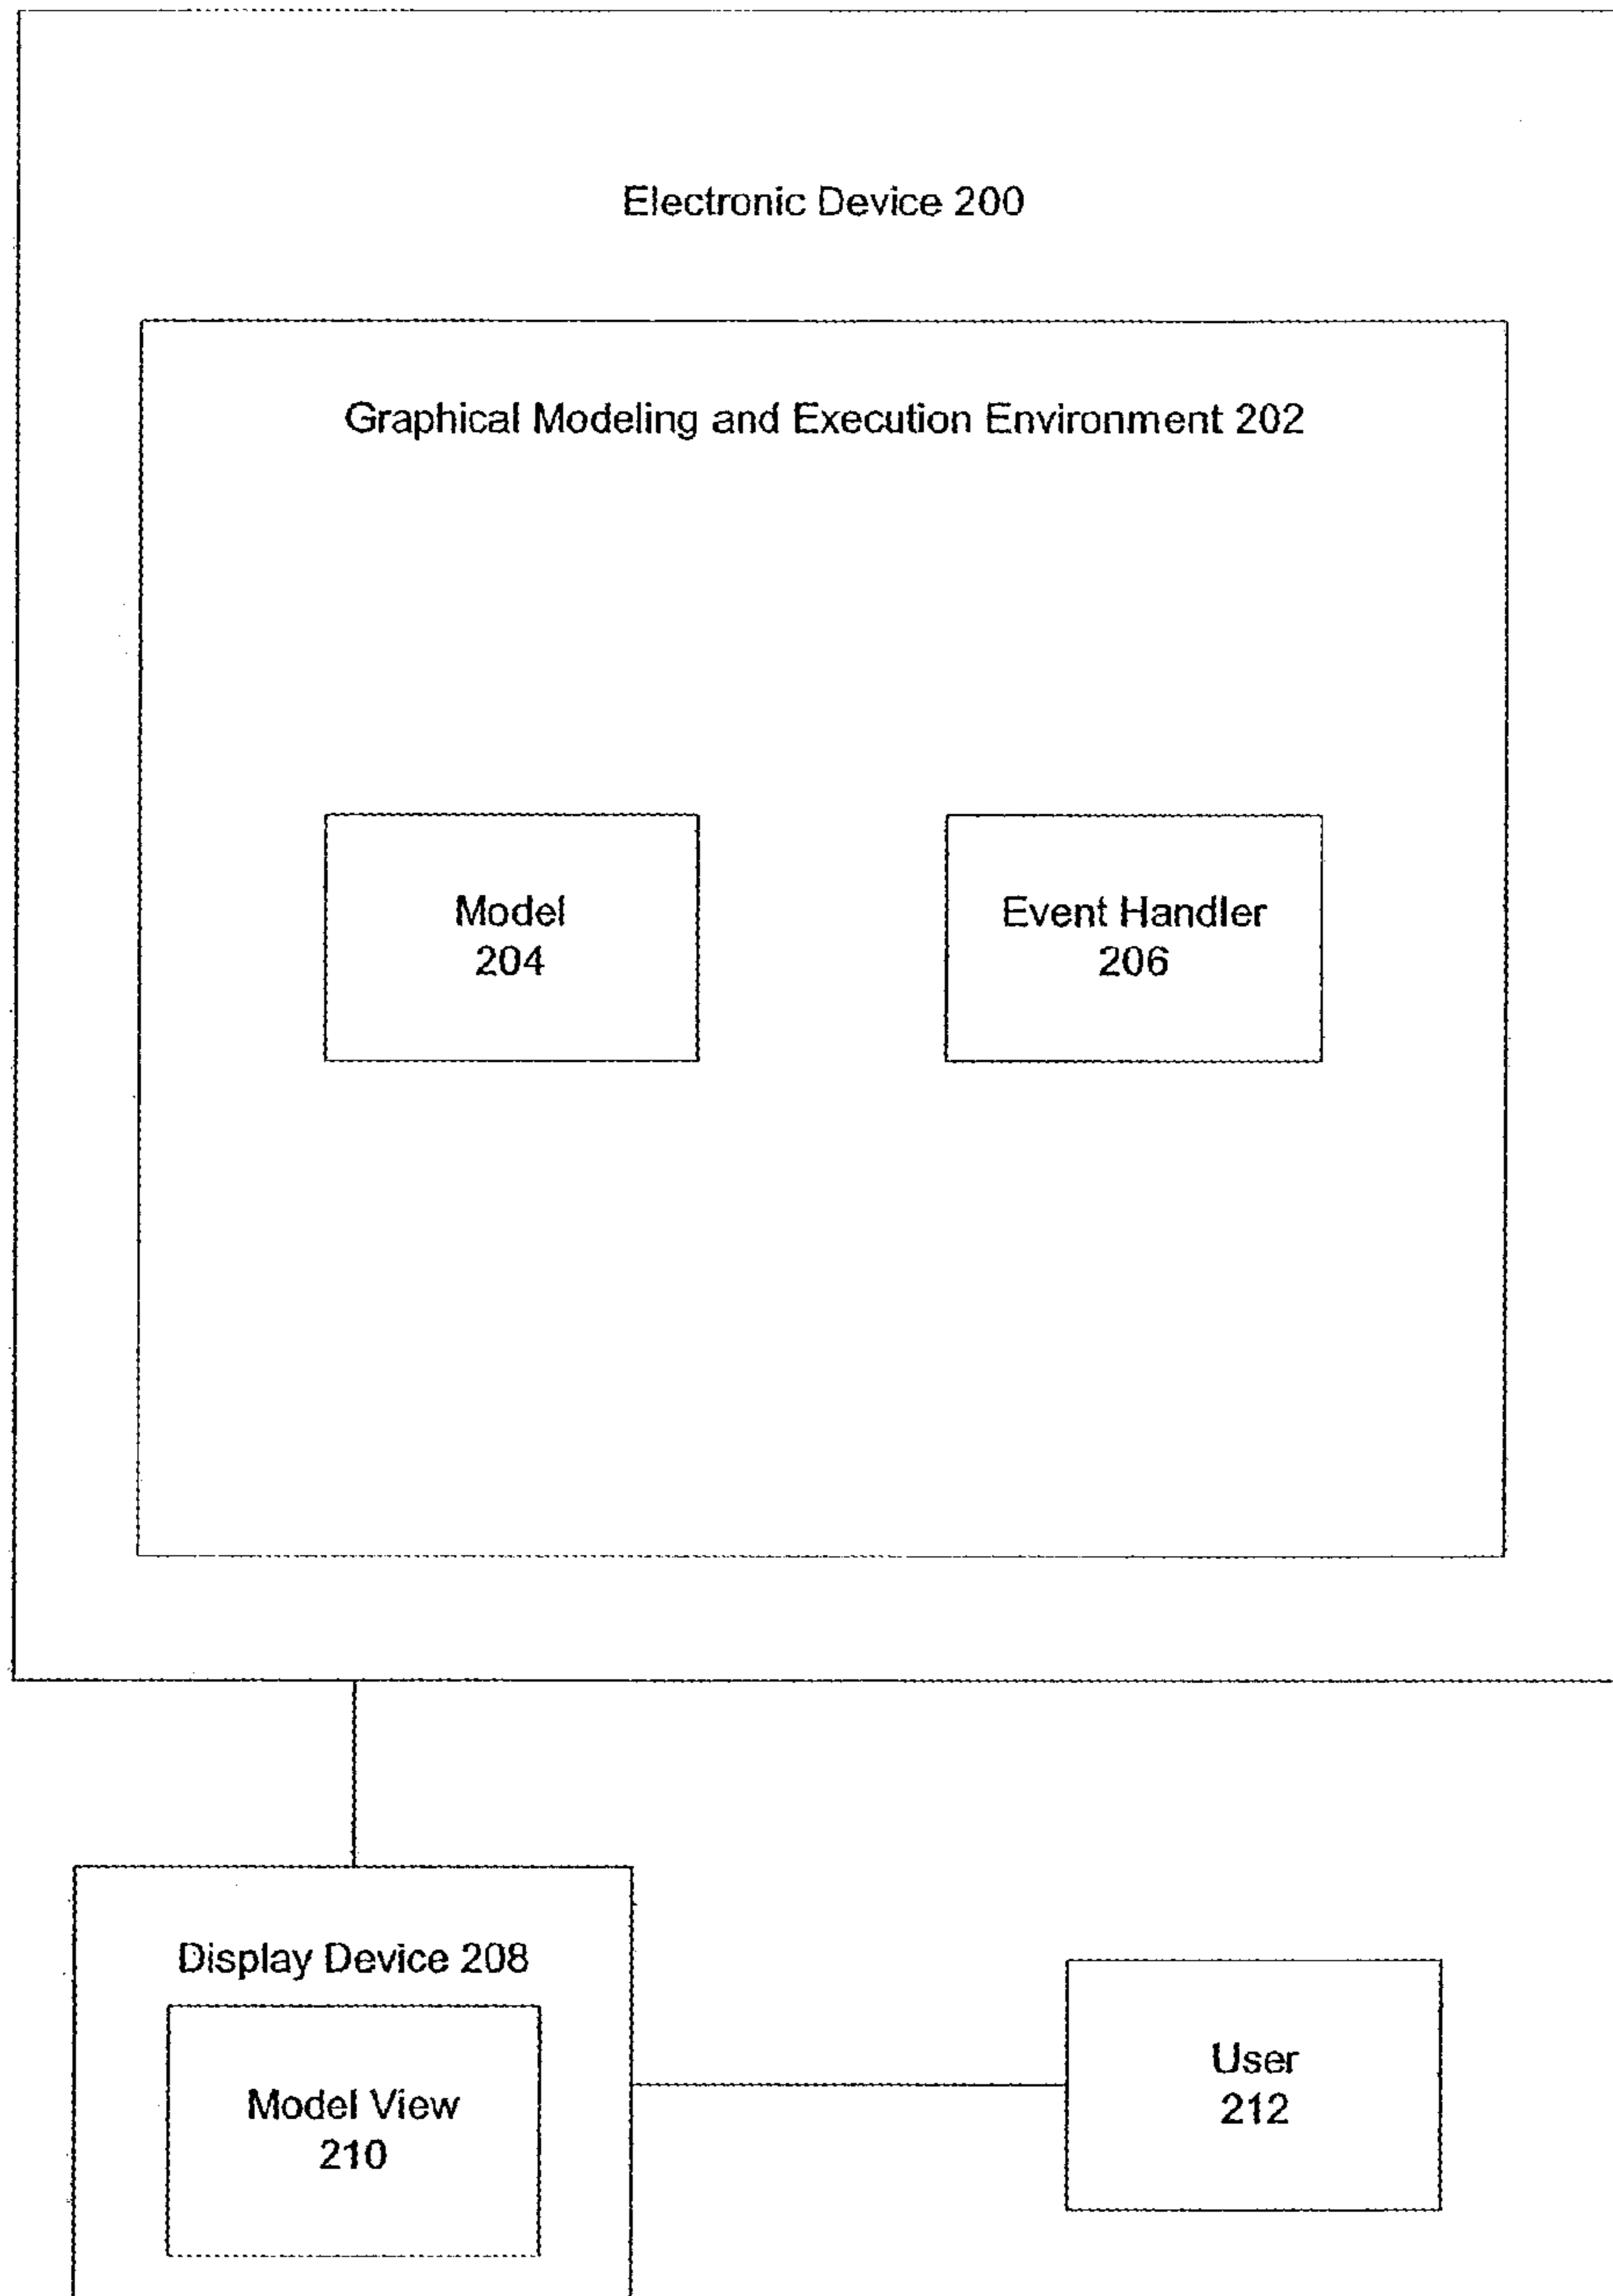 Electronic Device 200
Graphical Modeling and Execution Environment 202
Model
204
Event Handler
206
Display Device 208
Model View
210
User
212